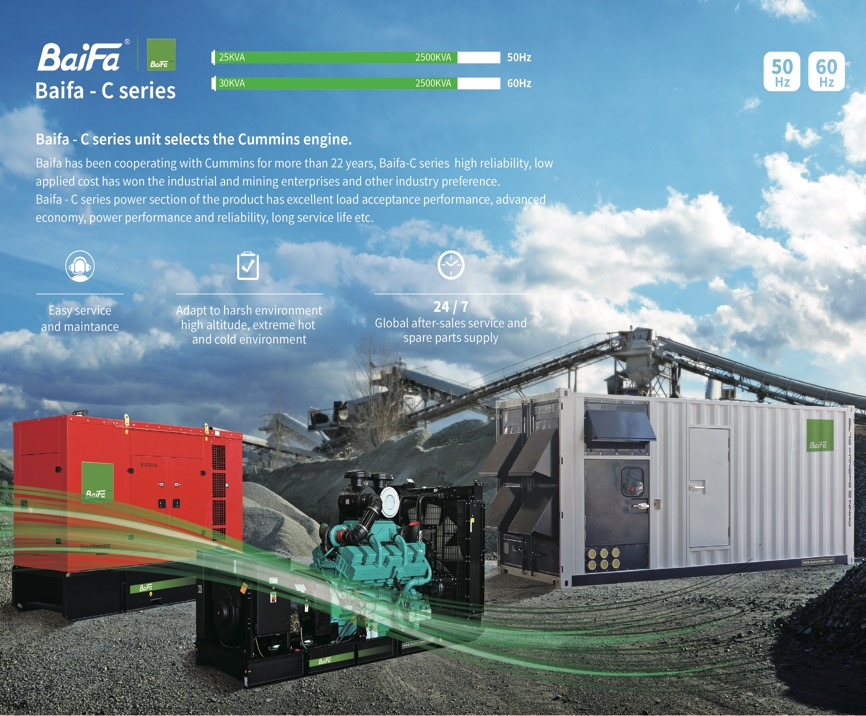 BaiFa®
BaiFa
Baifa - C series
25KVA 2500KVA 50Hz
30KVA 2500KVA 60Hz
50 Hz
60 Hz
Baifa - C series unit selects the Cummins engine.
Baifa has been cooperating with Cummins for more than 22 years, Baifa-C series high reliability, low
applied cost has won the industrial and mining enterprises and other industry preference.
Baifa - C series power section of the product has excellent load acceptance performance, advanced
economy, power performance and reliability, long service life etc.
Easy service
and maintance
Adapt to harsh environment
high altitude, extreme hot
and cold environment
24 / 7
Global after-sales service and
spare parts supply
BaiFa
BaiFa
BaiFa
BaiFa